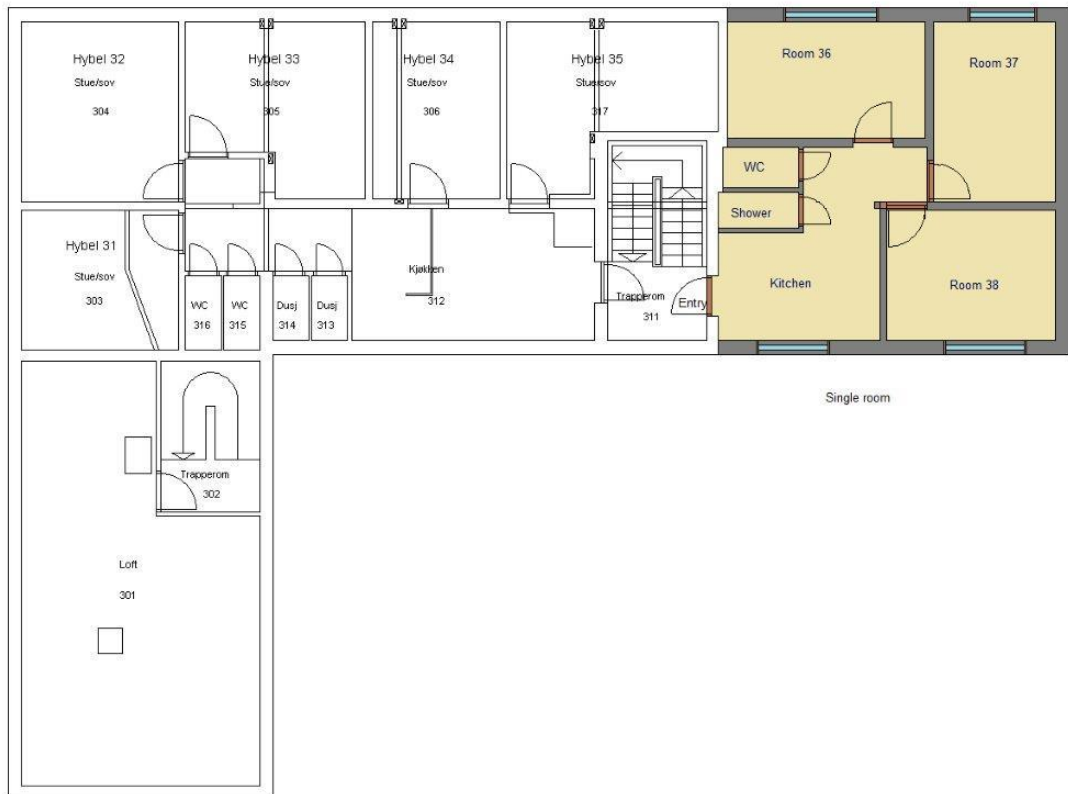 Hybel 32
Stue/sov
304
Hybel 33
Stue/sov
305
Hybel 34
Stue/sov
306
Hybel 35
Stue/sov
317
Room 36
Room 37
WC
Shower
Hybel 31
Stue/sov
303
WC
316
WC
315
Dusj
314
Dusj
313
Kjøkken
312
Trapperom
311
Entry
Kitchen
Room 38
Single room
Trapperom
302
Loft
301